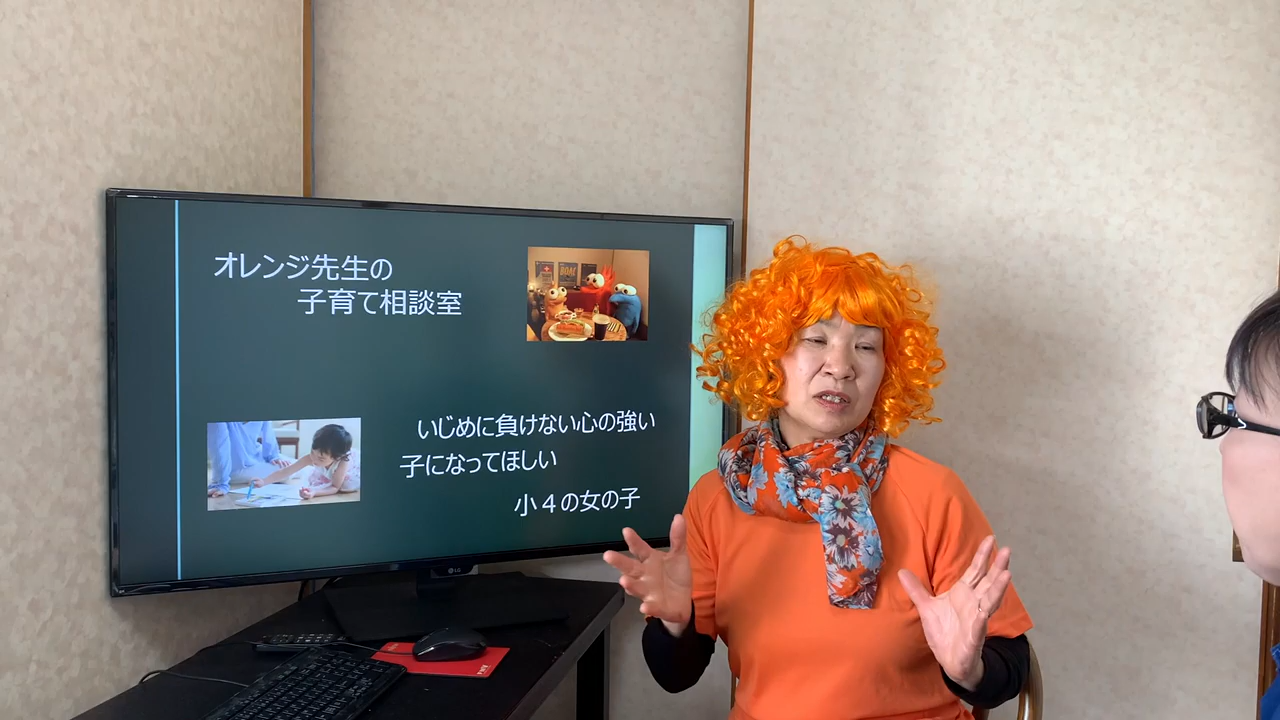 オレンジ先生の
子育て相談室
いじめに負けない心の強い
子になってほしい
小４の女の子
LG